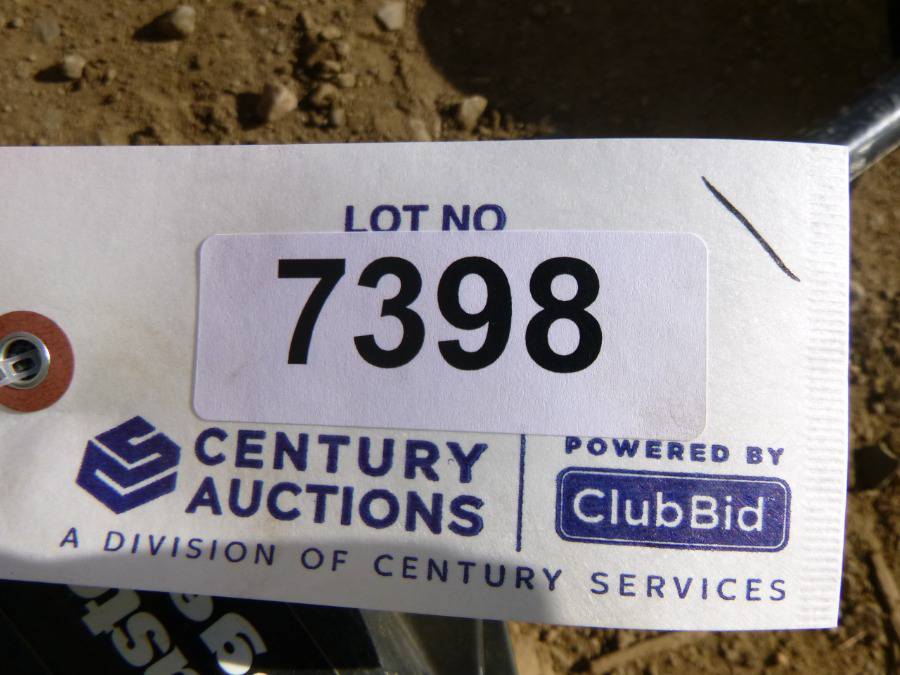 LOT NO
7398
CENTURY
AUCTIONS
A DIVISION OF CENTURY SERVICES
POWERED BY
ClubBid